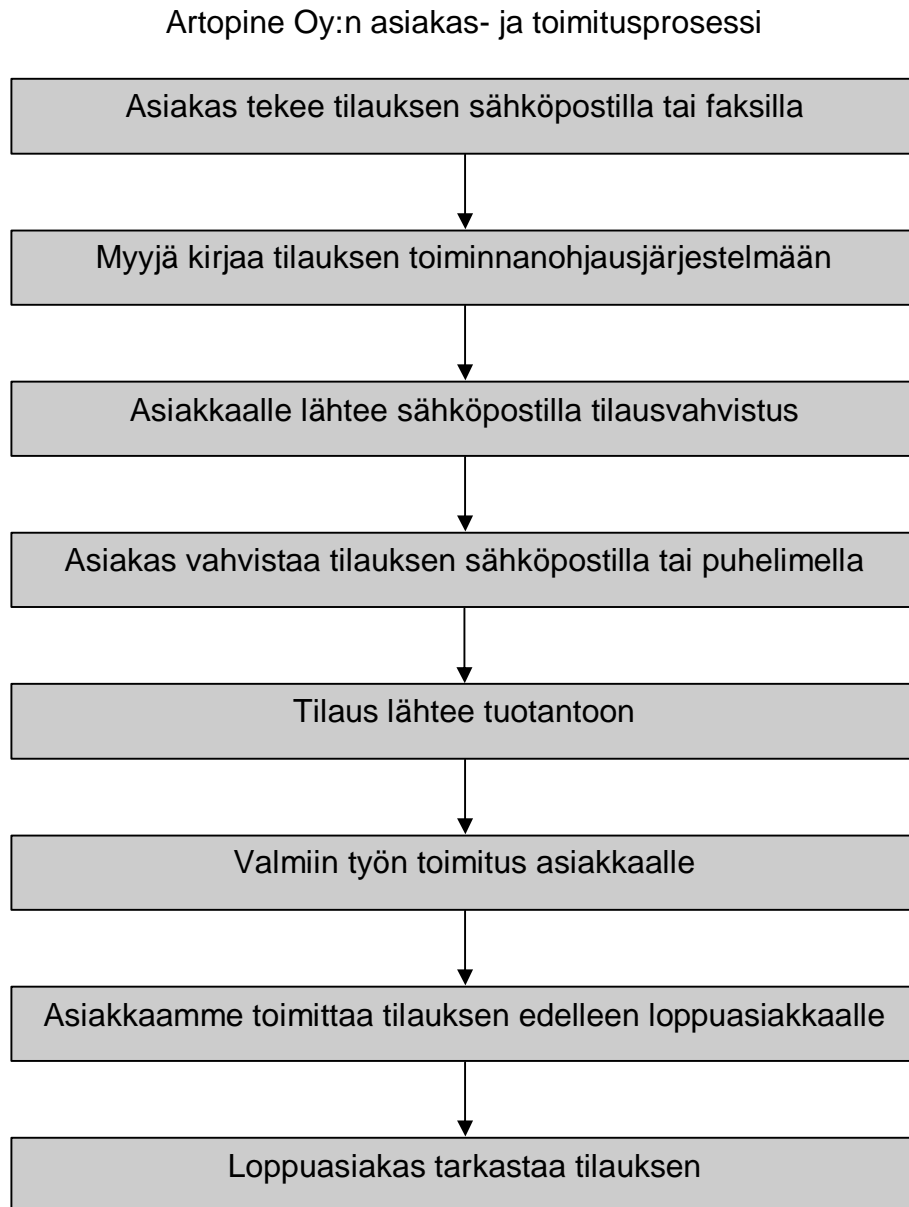 Artopine Oy:n asiakas- ja toimitusprosessi
Asiakas tekee tilauksen sähköpostilla tai faksilla
Myyjä kirjaa tilauksen toiminnanohjausjärjestelmään
Asiakkaalle lähtee sähköpostilla tilausvahvistus
Asiakas vahvistaa tilauksen sähköpostilla tai puhelimella
Tilaus lähtee tuotantoon
Valmiin työn toimitus asiakkaalle
Asiakkaamme toimittaa tilauksen edelleen loppuasiakkaalle
Loppuasiakas tarkastaa tilauksen